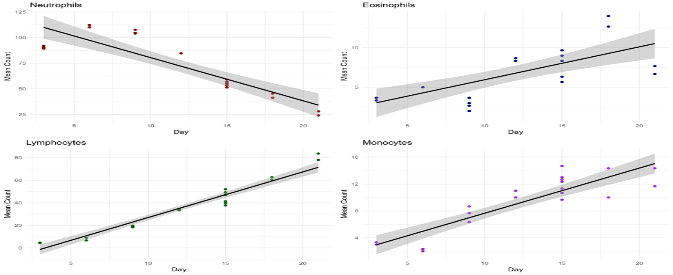 Neutrophils
Mean Count
125
100
75
50
25
5
10
15
20
Day
Eosinophils
Mean Count
10
5
5
10
15
20
Day
Lymphocytes
Mean Count
80
60
40
20
0
5
10
15
20
Day
Monocytes
Mean Count
16
12
8
4
5
10
15
20
Day